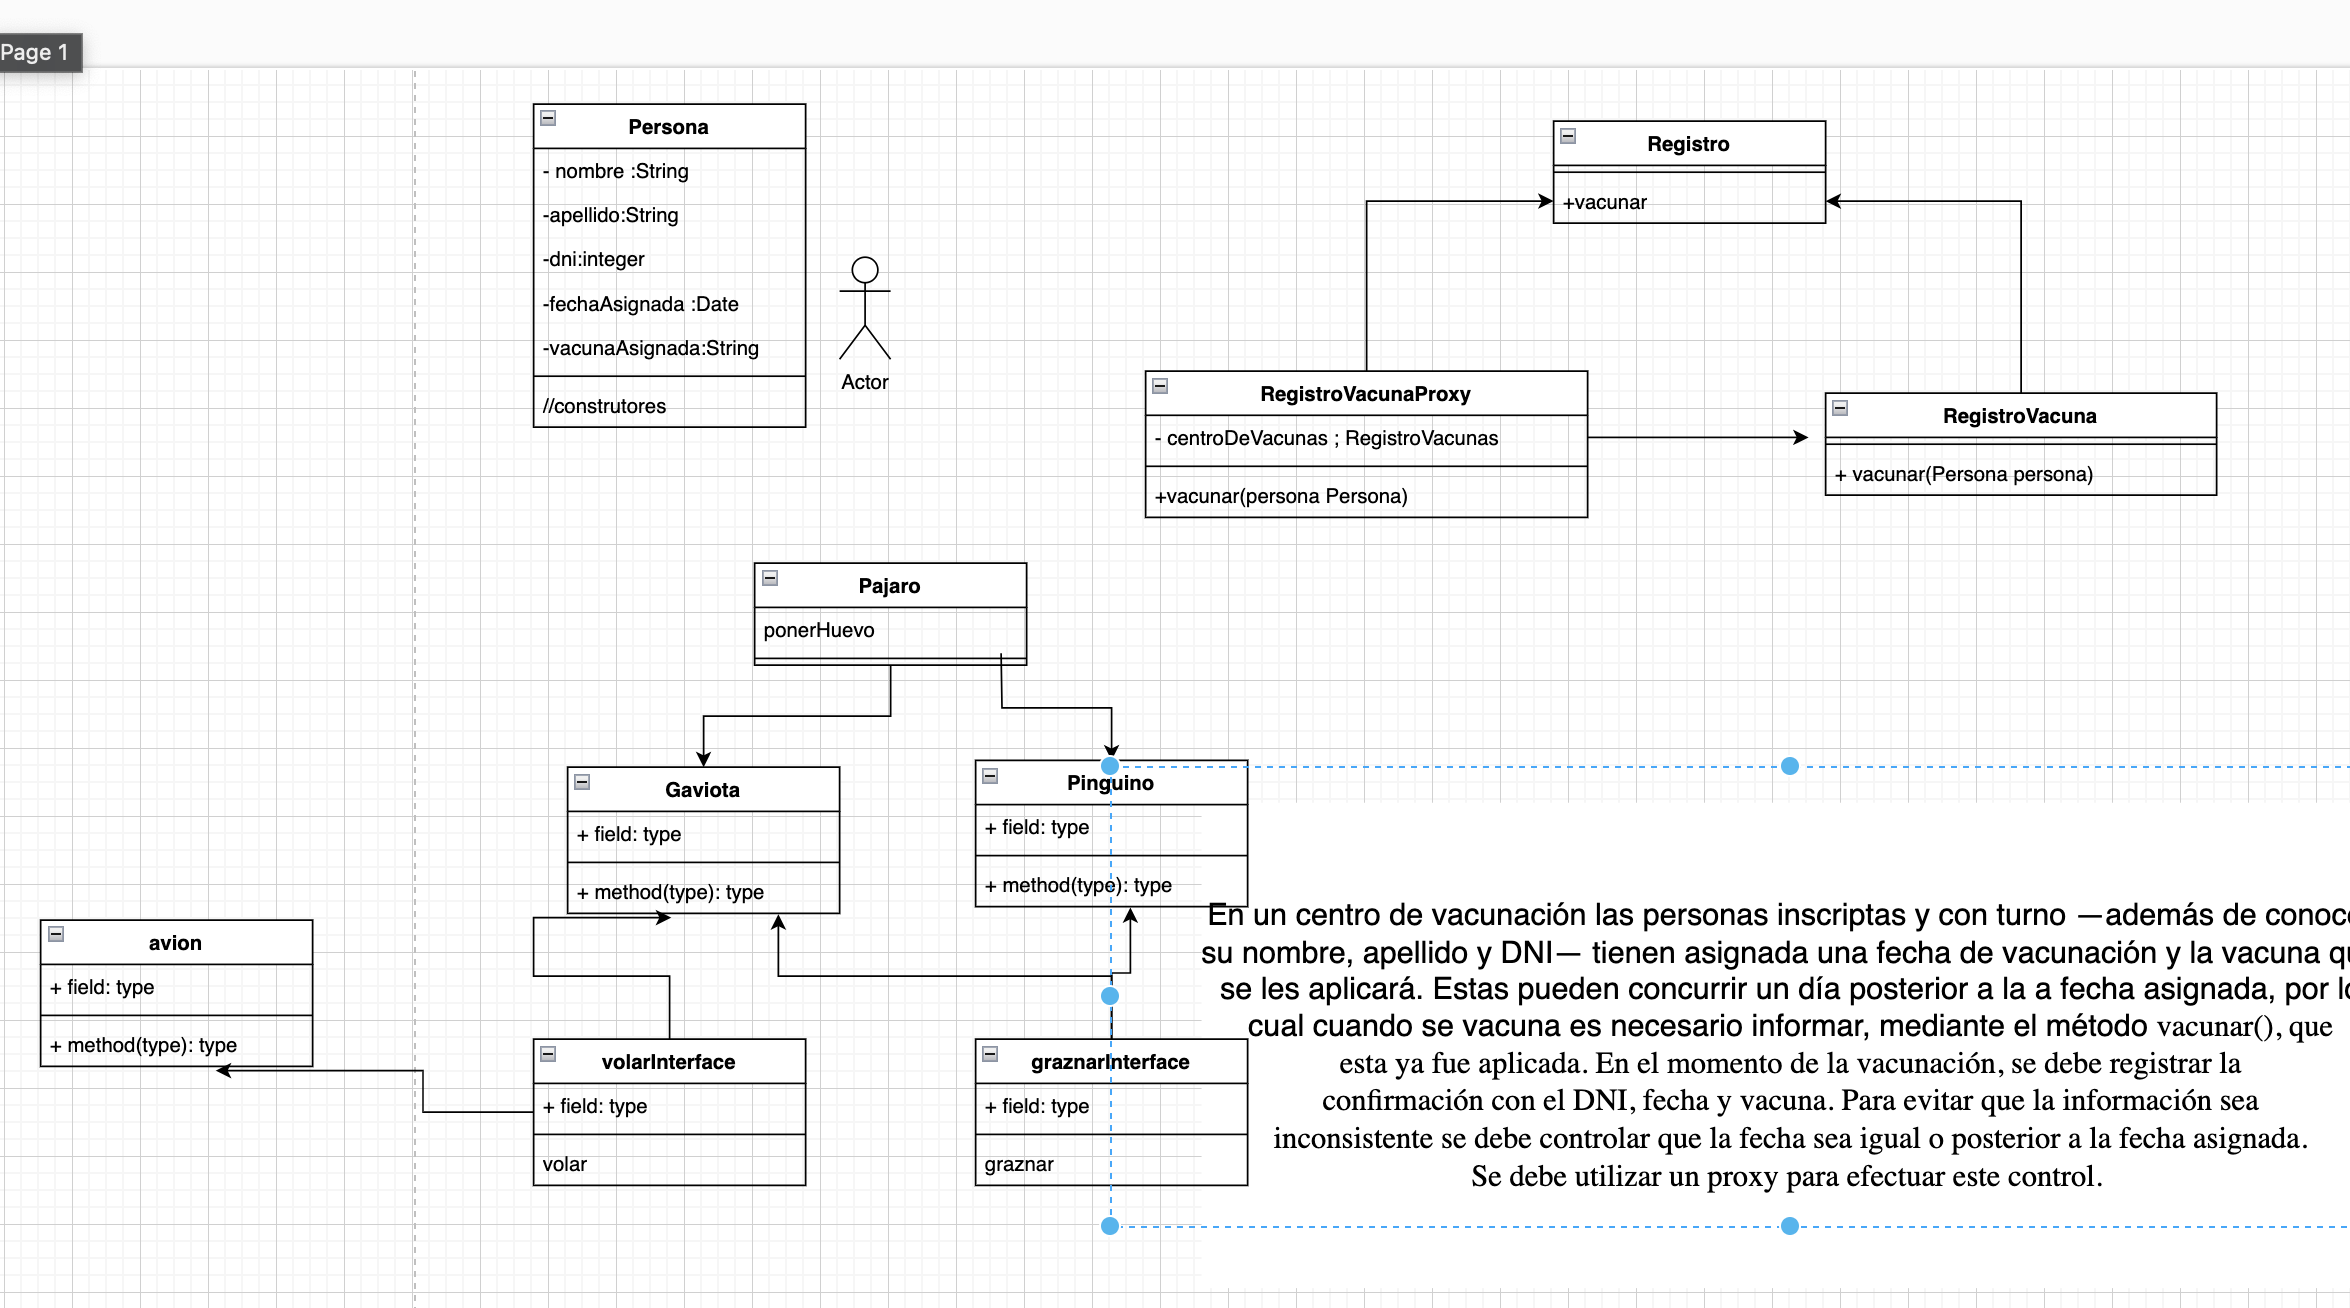 Page 1
Persona
- nombre :String
-apellido:String
-dni:integer
-fechaAsignada :Date
-vacunaAsignada:String
//construtores
Actor
Registro
+vacunar
RegistroVacunaProxy
- centroDeVacunas ; RegistroVacunas
+vacunar(persona Persona)
RegistroVacuna
+ vacunar(Persona persona)
Pajaro
ponerHuevo
Gaviota
+ field: type
+ method(type): type
Pinguino
+ field: type
+ method(type): type
avion
+ field: type
+ method(type): type
volarInterface
+ field: type
volar
graznarInterface
+ field: type
graznar
En un centro de vacunación las personas inscriptas y con turno —además de conoc
su nombre, apellido y DNI— tienen asignada una fecha de vacunación y la vacuna q
se les aplicará. Estas pueden concurrir un día posterior a la a fecha asignada, por l
cual cuando se vacuna es necesario informar, mediante el método vacunar(), que
esta ya fue aplicada. En el momento de la vacunación, se debe registrar la
confirmación con el DNI, fecha y vacuna. Para evitar que la información sea
inconsistente se debe controlar que la fecha sea igual o posterior a la fecha asignada.
Se debe utilizar un proxy para efectuar este control.